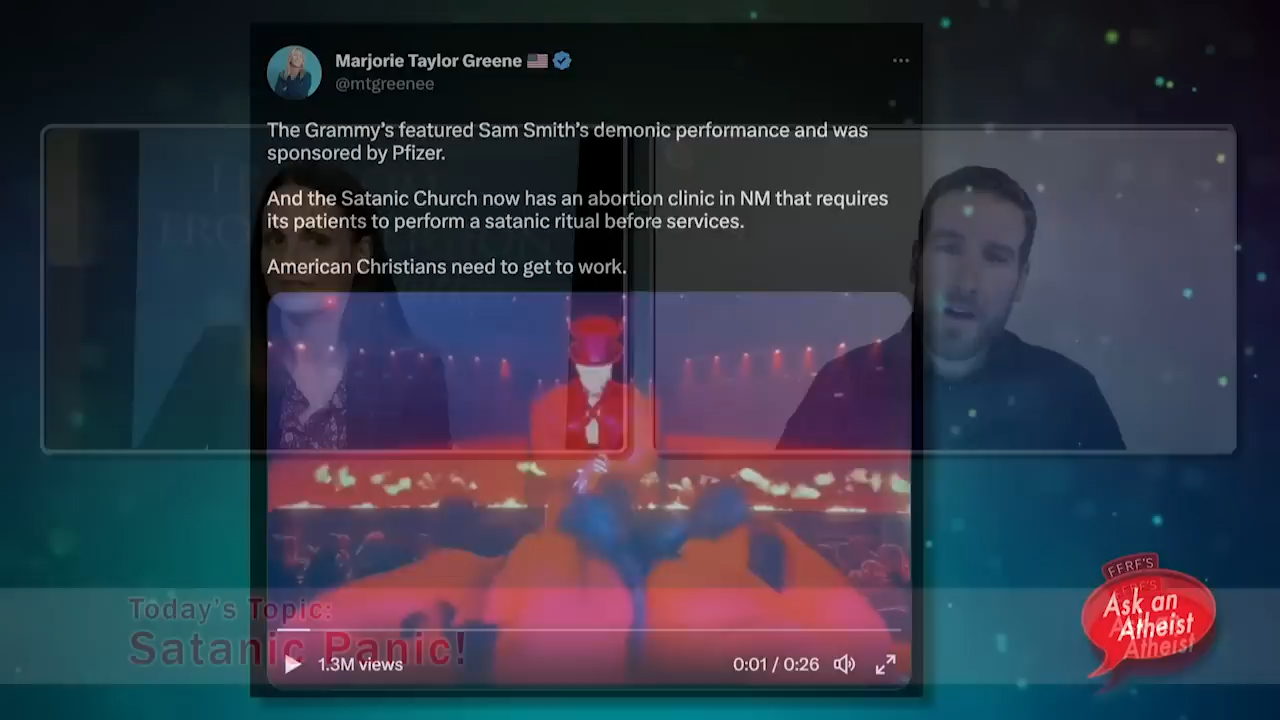 Marjorie Taylor Greene
@mtgreenee
The Grammy's featured Sam Smith's demonic performance and was
sponsored by Pfizer.
And the Satanic Church now has an abortion clinic in NM that requires
its patients to perform a satanic ritual before services.
American Christians need to get to work.
Today's Topic:
Satanic Panic!
1.3M views
0:01 / 0:26
FFRF'S
Ask an
Atheist